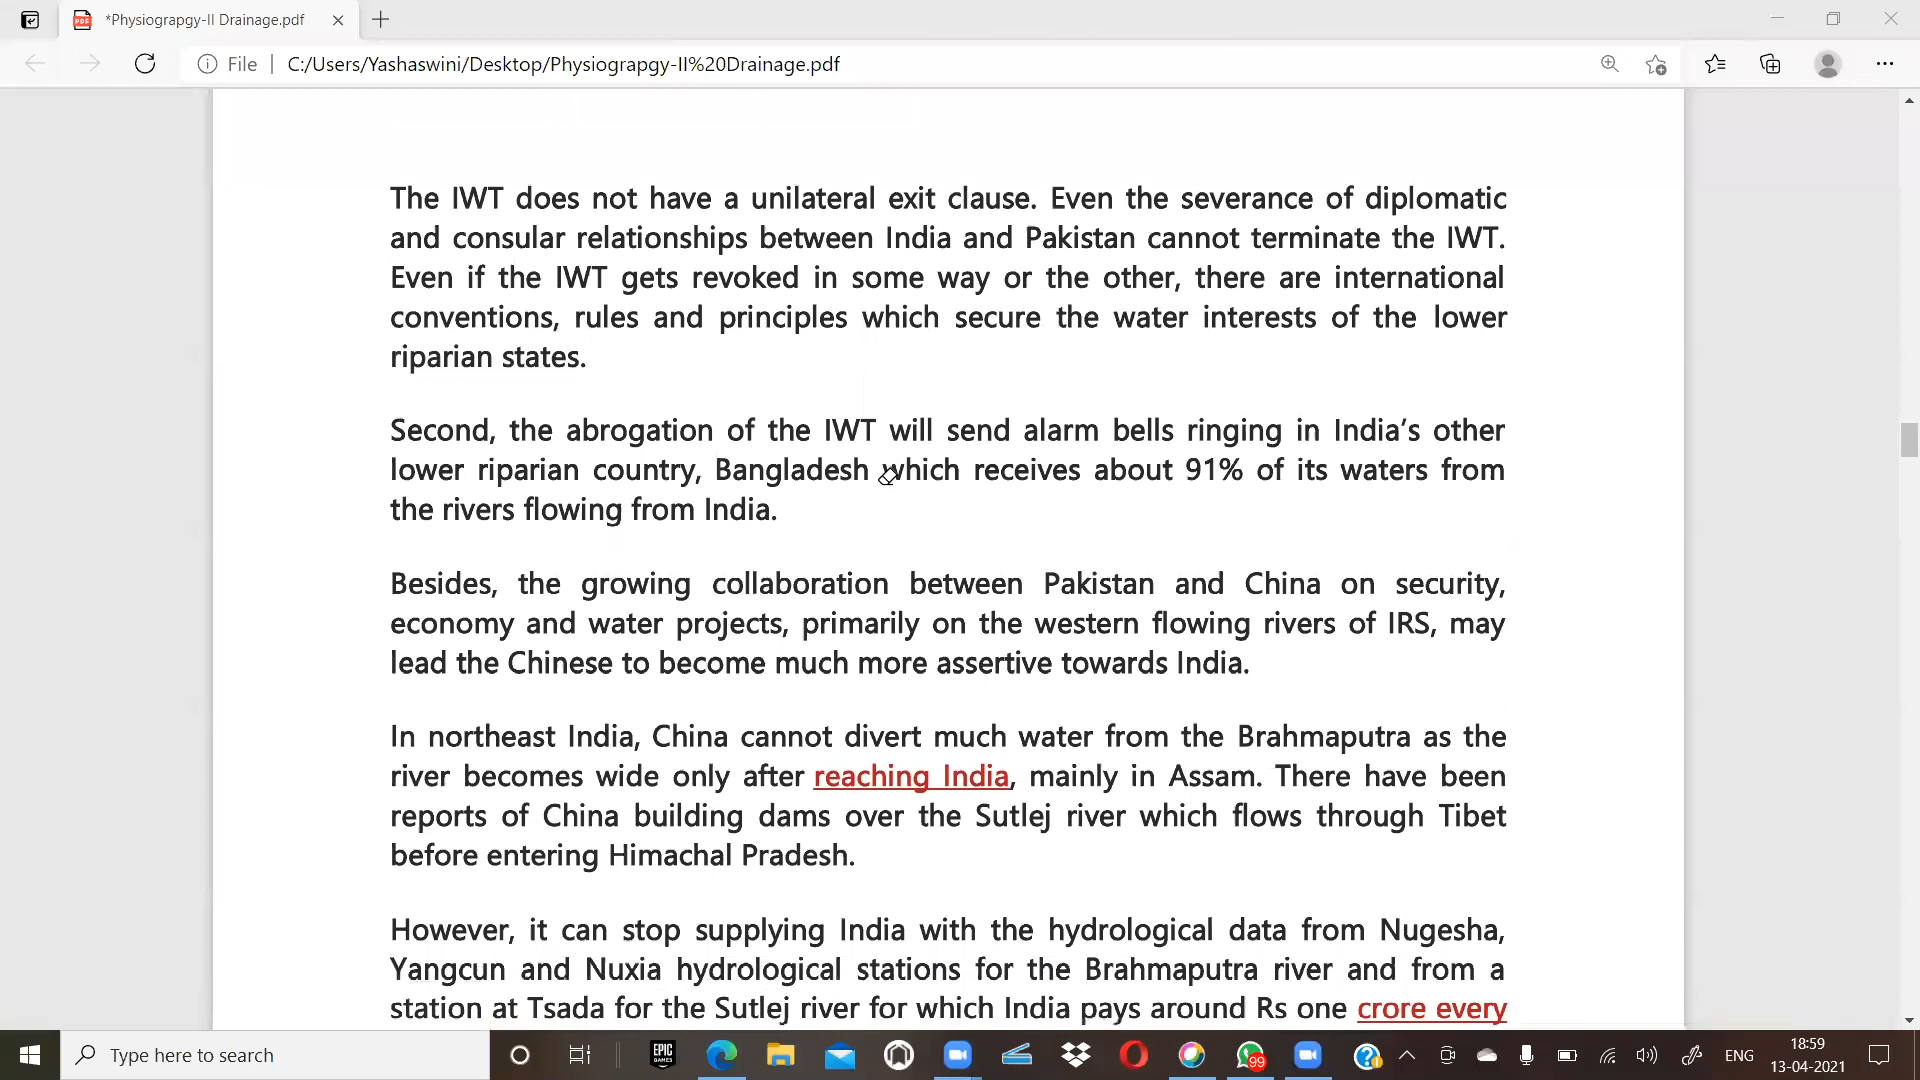 *Physiograpgy-II Drainage.pdf
File
C:/Users/Yashaswini/Desktop/Physiograpgy-II%20Drainage.pdf
The IWT does not have a unilateral exit clause. Even the severance of diplomatic
and consular relationships between India and Pakistan cannot terminate the IWT.
Even if the IWT gets revoked in some way or the other, there are international
conventions, rules and principles which secure the water interests of the lower
riparian states.
Second, the abrogation of the IWT will send alarm bells ringing in India's other
lower riparian country, Bangladesh which receives about 91% of its waters from
the rivers flowing from India.
Besides, the growing collaboration between Pakistan and China on security,
economy and water projects, primarily on the western flowing rivers of IRS, may
lead the Chinese to become much more assertive towards India.
In northeast India, China cannot divert much water from the Brahmaputra as the
river becomes wide only after reaching India, mainly in Assam. There have been
reports of China building dams over the Sutlej river which flows through Tibet
before entering Himachal Pradesh.
However, it can stop supplying India with the hydrological data from Nugesha,
Yangcun and Nuxia hydrological stations for the Brahmaputra river and from a
station at Tsada for the Sutlej river for which India pays around Rs one crore every
Type here to search
EPIC
GAMES
99
ENG
18:59
13-04-2021